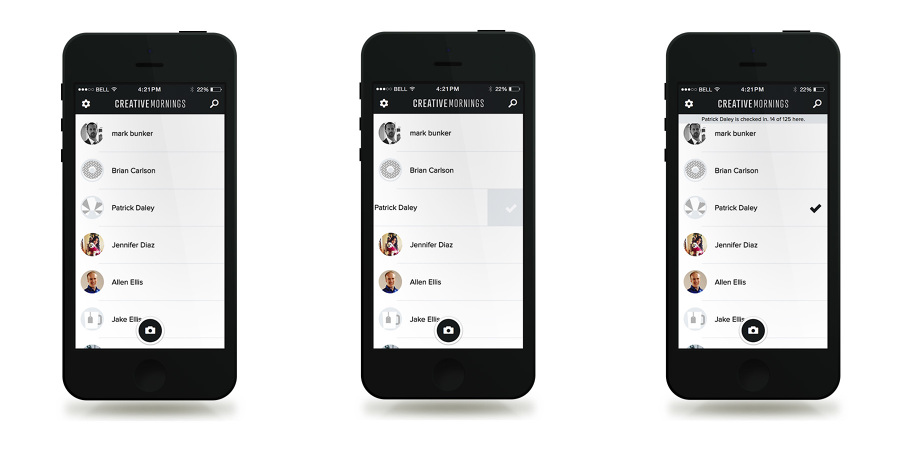 BELL 4:21 PM 22%
CREATIVEMORNINGS
mark bunker
Brian Carlson
Patrick Daley
Jennifer Diaz
Allen Ellis
Jake Ellis
BELL 4:21 PM 22%
CREATIVEMORNINGS
mark bunker
Brian Carlson
Patrick Daley
Jennifer Diaz
Allen Ellis
Jake Ellis
BELL 4:21 PM 22%
CREATIVEMORNINGS
Patrick Daley is checked in. 14 of 125 here.
mark bunker
Brian Carlson
Patrick Daley
Jennifer Diaz
Allen Ellis
Jake Ellis